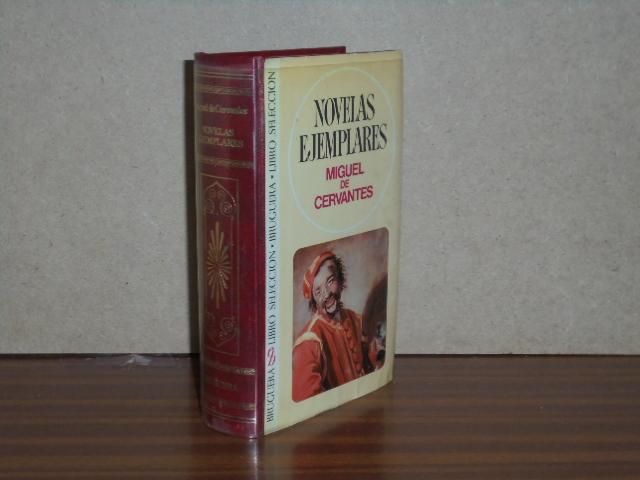 Miguel de Cervantes
NOVELAS
EJEMPLARES
BRUGUERA LIBRO SELECCION • BRUGUERA • LIBRO SELECCION
NOVELAS
EJEMPLARES
MIGUEL
DE
CERVANTES